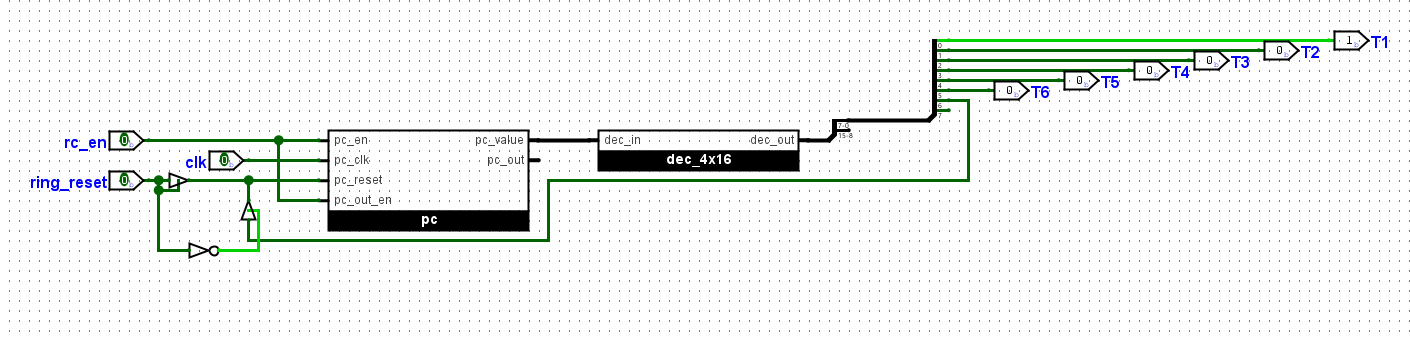 1 T1
0 T2
0 T3
0 T4
0 T5
0 T6
0
1
2
3
4
5
6
7
7-0
15-8
rc_en 0
clk 0
ring_reset 0
pc_en pc_value
pc_clk pc_out
pc_reset
pc_out_en
pc
dec_in dec_out
dec_4x16